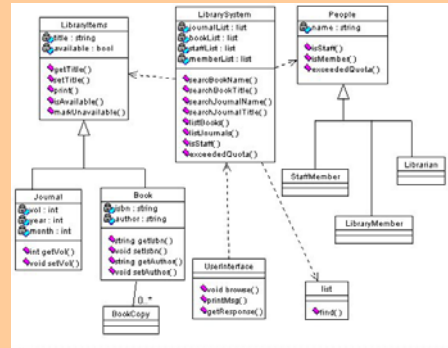 LibraryItems
title : string
available : bool
getTitle()
setTitle()
print()
isAvailable()
markUnavailable()
LibrarySystem
journalList : list
bookList : list
staffList : list
memberList : list
searcBookName()
searchBookTitle()
searchJournalName()
searchJournalTitle()
listBooks()
listJournals()
isStaff()
exceededQuota()
People
name : string
isStaff()
isMember()
exceededQuota()
StaffMember
Librarian
LibraryMember
Journal
vol : int
year : int
month : int
int getVol()
void setVol()
Book
isbn : string
author : string
string getIsbn()
void setIsbn()
string getAuthor()
void setAuthor()
0..*
BookCopy
UserInterface
void browse()
printMsg()
getResponse()
list
find()